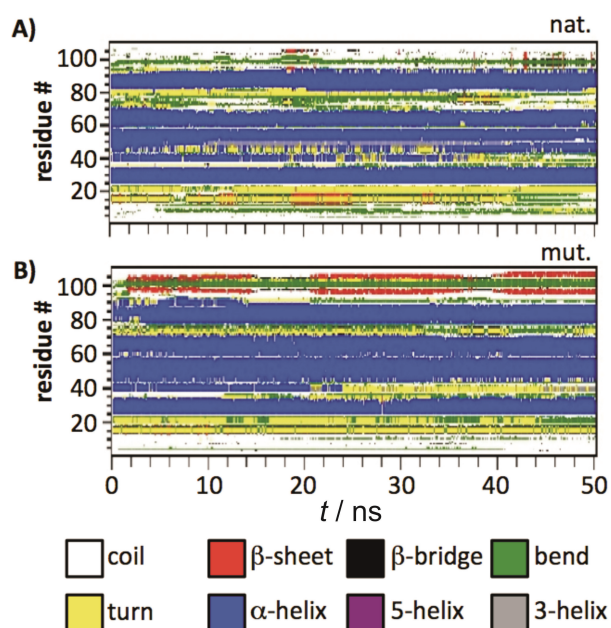 A) nat.
residue #
100
80
60
40
20
B) mut.
residue #
100
80
60
40
20
0 10 20 30 40 50
t / ns
coil β-sheet β-bridge bend
turn α-helix 5-helix 3-helix